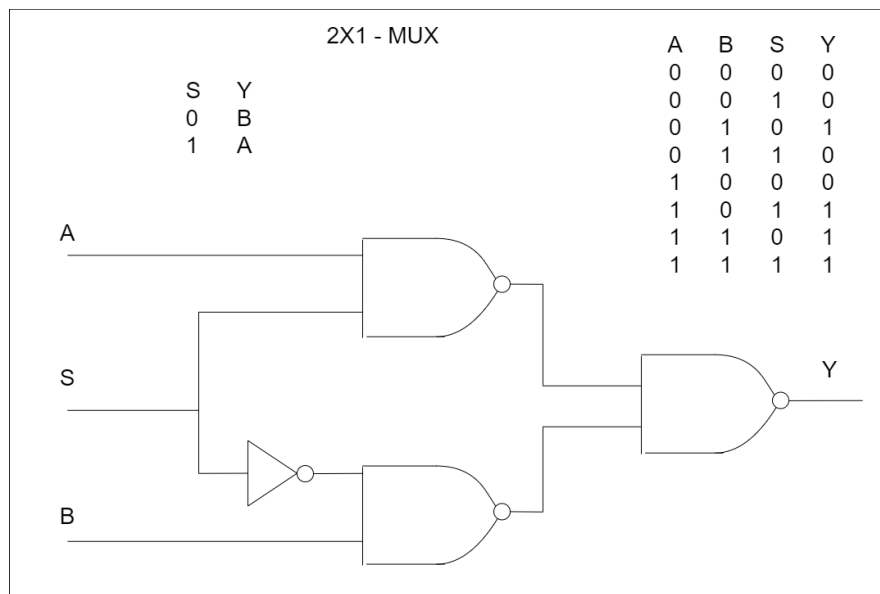 2X1 - MUX
S Y
0 B
1 A
A B S Y
0 0 0 0
0 0 1 0
0 1 0 1
0 1 1 0
1 0 0 0
1 0 1 1
1 1 0 1
1 1 1 1
A
S
B
Y